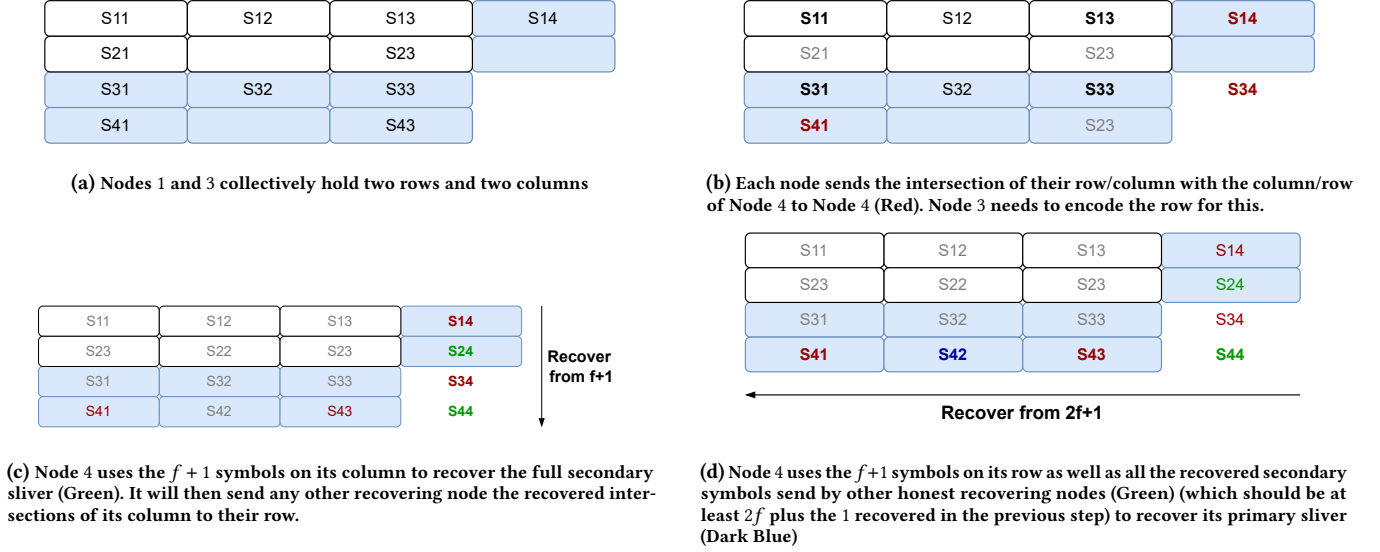 S11 S12 S13 S14
S21 S23
S31 S32 S33
S41 S43
(a) Nodes 1 and 3 collectively hold two rows and two columns
S11 S12 S13 S14
S21 S23
S31 S32 S33 S34
S41 S23
(b) Each node sends the intersection of their row/column with the column/row
of Node 4 to Node 4 (Red). Node 3 needs to encode the row for this.
S11 S12 S13 S14
S23 S22 S23 S24
S31 S32 S33 S34
S41 S42 S43 S44
Recover
from f+1
(c) Node 4 uses the f + 1 symbols on its column to recover the full secondary
sliver (Green). It will then send any other recovering node the recovered inter-
sections of its column to their row.
S11 S12 S13 S14
S23 S22 S23 S24
S31 S32 S33 S34
S41 S42 S43 S44
Recover from 2f+1
(d) Node 4 uses the f+1 symbols on its row as well as all the recovered secondary
symbols send by other honest recovering nodes (Green) (which should be at
least 2f plus the 1 recovered in the previous step) to recover its primary sliver
(Dark Blue)